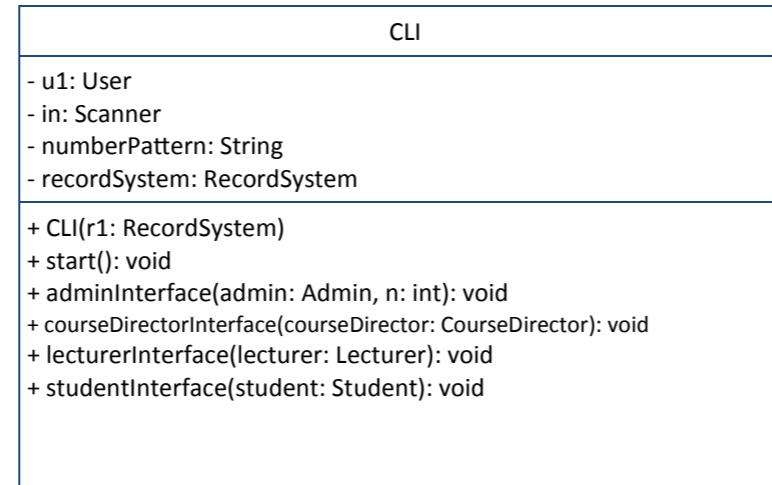 CLI
- u1: User
- in: Scanner
- numberPattern: String
- recordSystem: RecordSystem
+ CLI(r1: RecordSystem)
+ start(): void
+ adminInterface(admin: Admin, n: int): void
+ courseDirectorInterface(courseDirector: CourseDirector): void
+ lecturerInterface(lecturer: Lecturer): void
+ studentInterface(student: Student): void